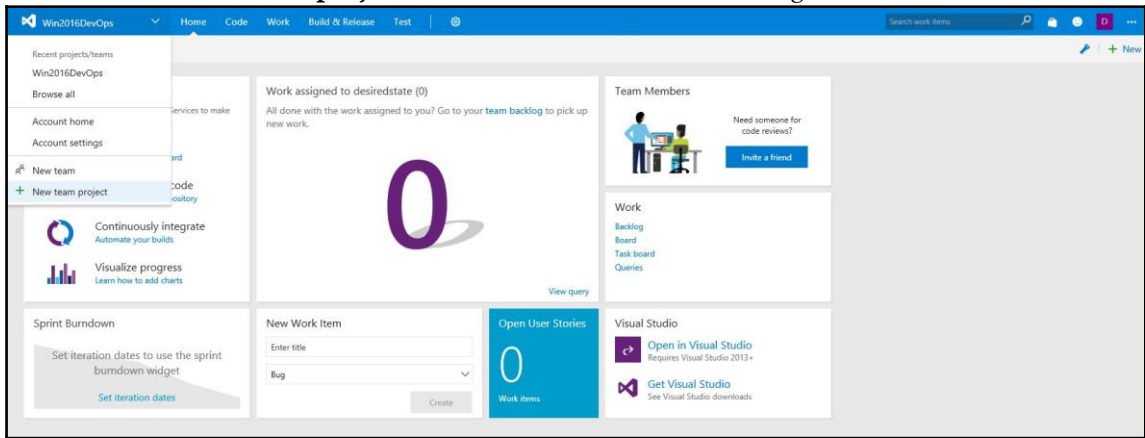 Win2016DevOps Home Code Work Build & Release Test Search work items D ...
+ New
Recent projects/teams
Win2016DevOps
Browse all
Account home
Account settings
New team
+ New team project
ervices to make
ard
code
ository
Continuously integrate
Automate your builds
Visualize progress
Learn how to add charts
Work assigned to desiredstate (0)
All done with the work assigned to you? Go to your team backlog to pick up
new work.
0
View query
Team Members
Need someone for
code reviews?
Invite a friend
Work
Backlog
Board
Task board
Queries
Sprint Burndown
Set iteration dates to use the sprint
burndown widget
Set iteration dates
New Work Item
Enter title
Bug
Create
Open User Stories
0
Work items
Visual Studio
Open in Visual Studio
Requires Visual Studio 2013+
Get Visual Studio
See Visual Studio downloads